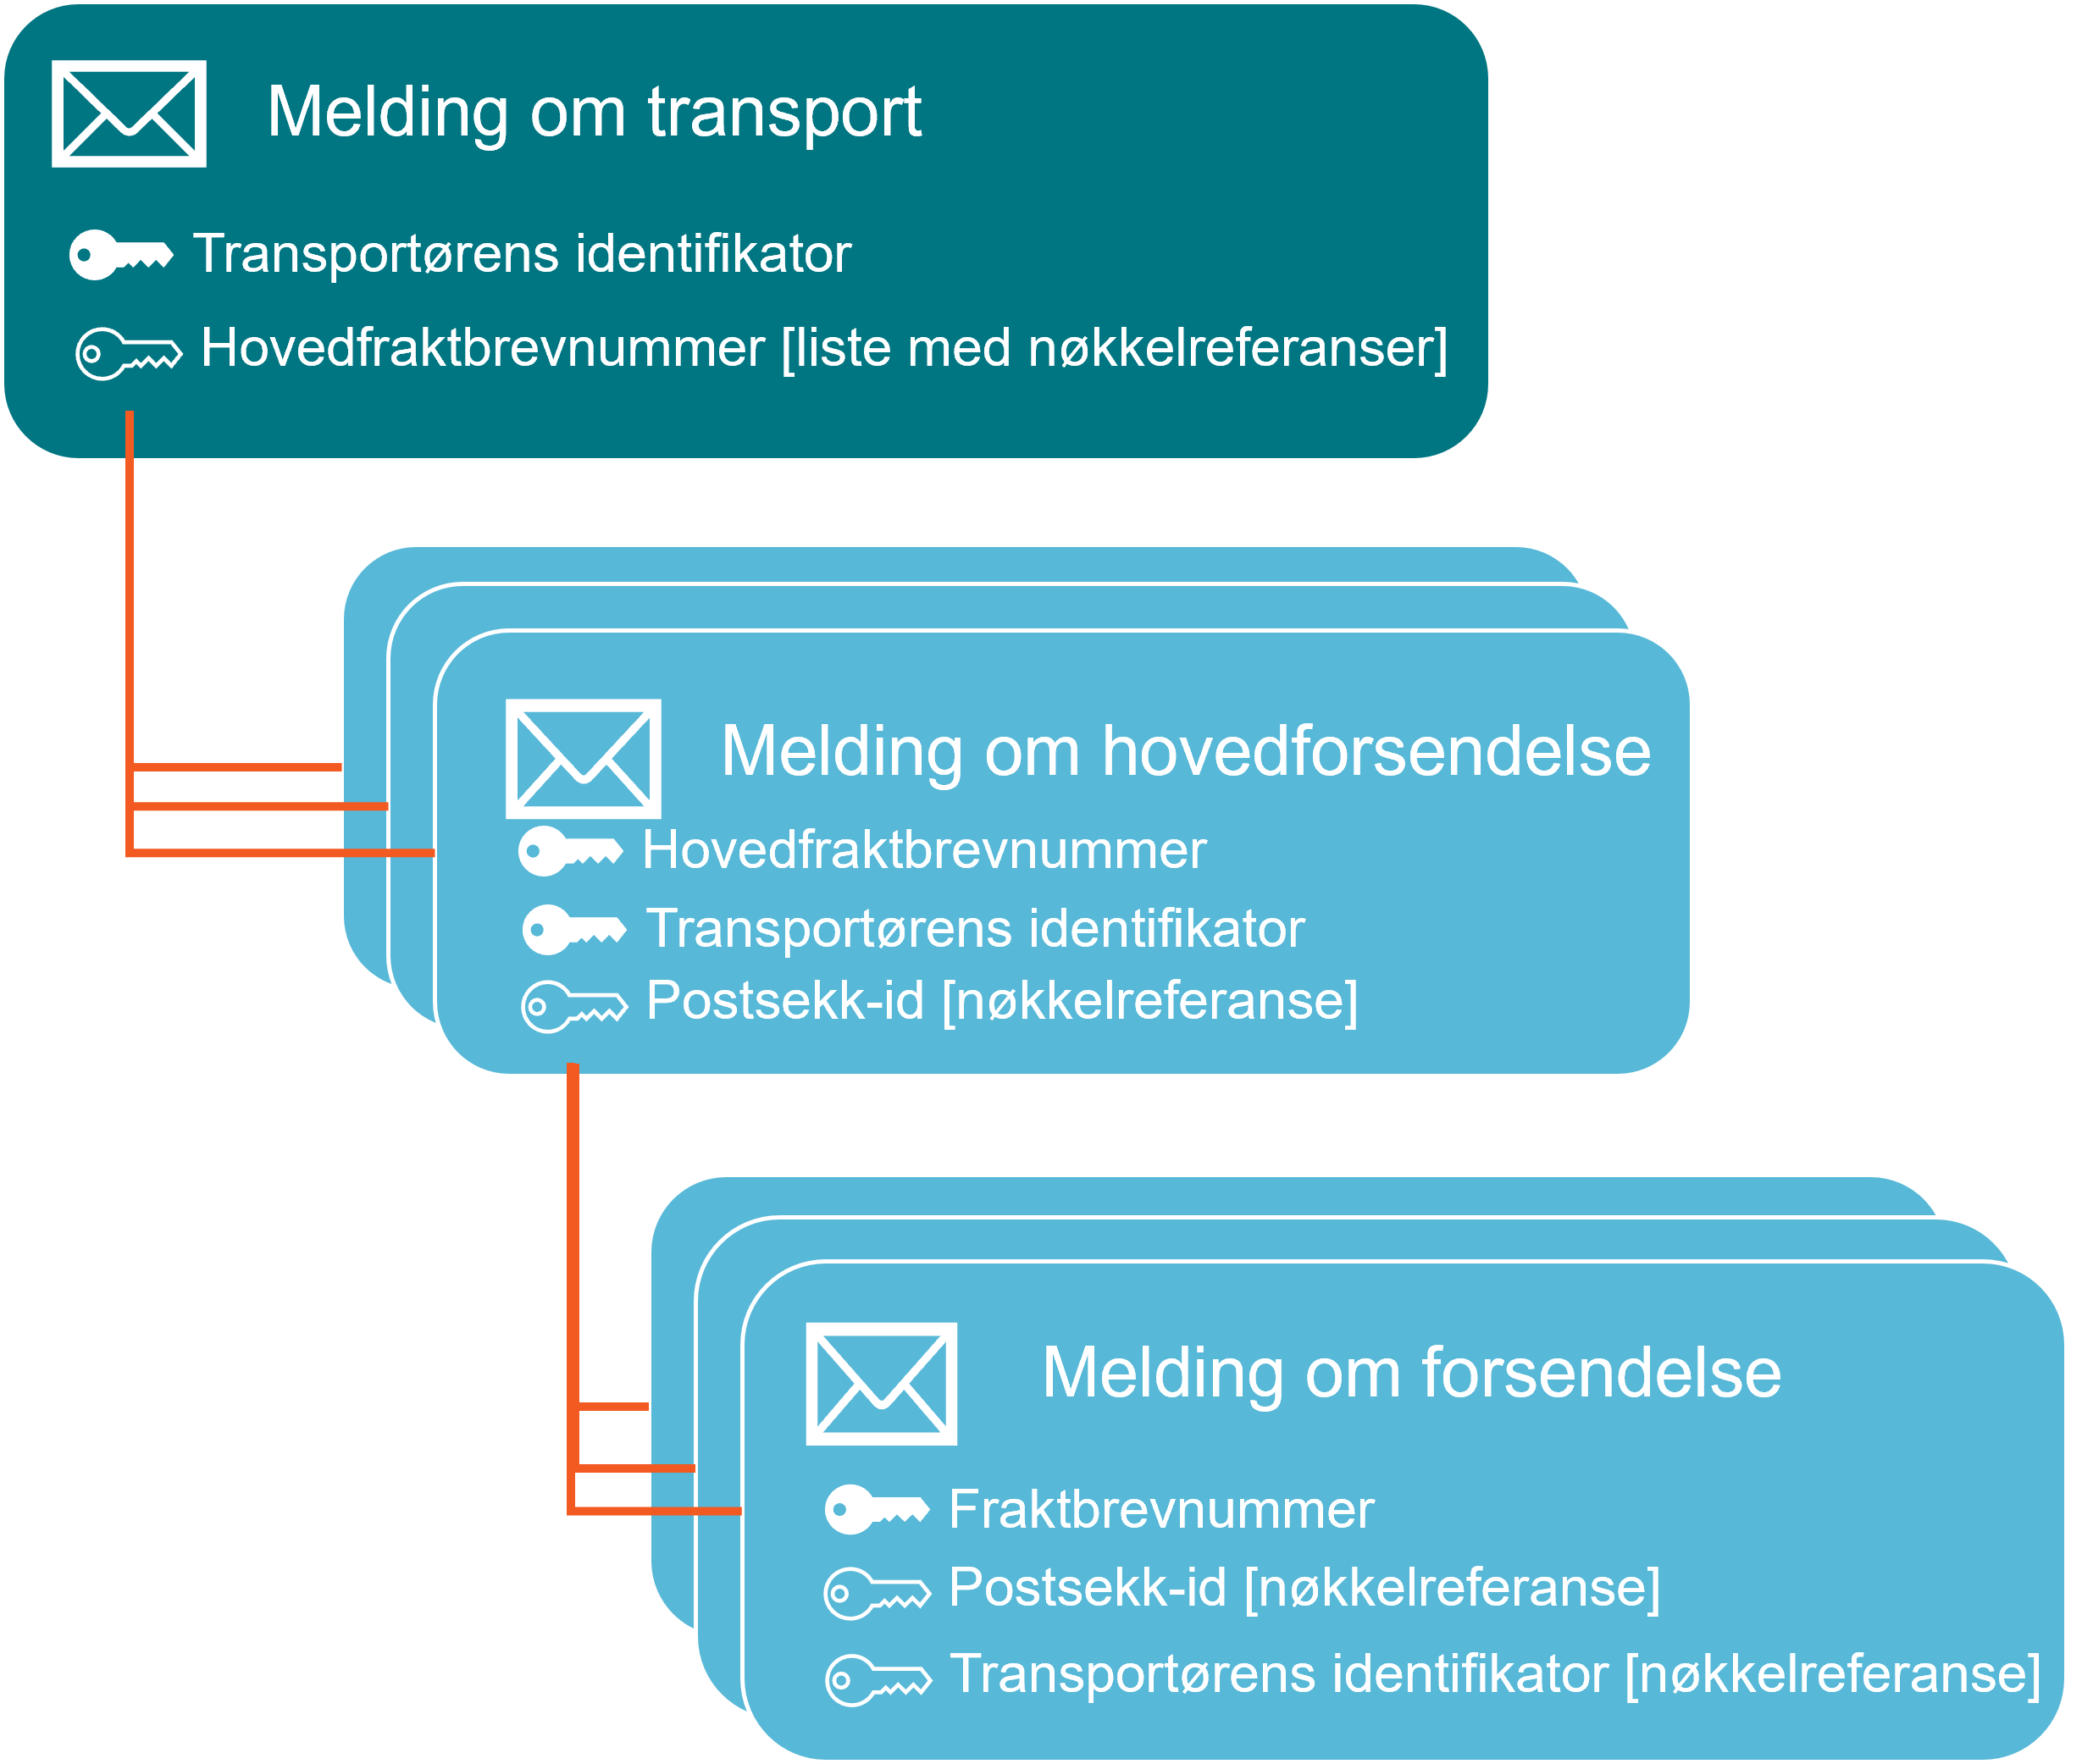 Melding om transport
Transportørens identifikator
Hovedfraktbrevnummer [liste med nøkkelreferanser]
Melding om hovedforsendelse
Hovedfraktbrevnummer
Transportørens identifikator
Postsekk-id [nøkkelreferanse]
Melding om forsendelse
Fraktbrevnummer
Postsekk-id [nøkkelreferanse]
Transportørens identifikator [nøkkelreferanse]